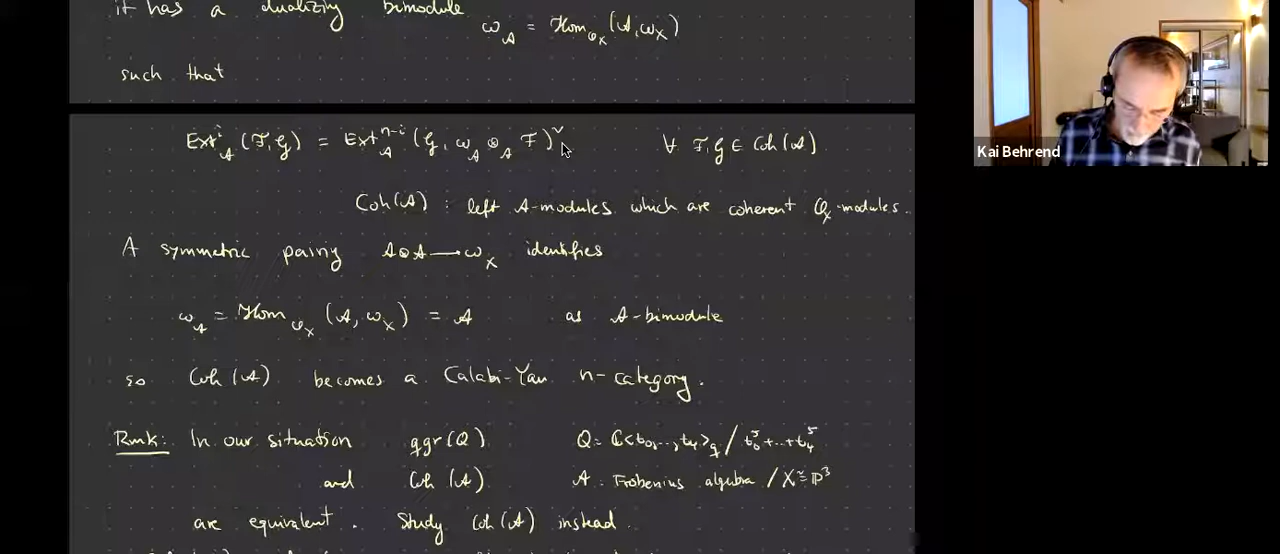 it has a dualizing bimodule ω_A = Hom_{O_X}(A, ω_X)
such that
Ext^i_A(F, G) = Ext^{n-i}_A(G, ω_A ⊗_A F)^∨ ∀ F, G ∈ Coh(A)
Coh(A) : left A-modules which are coherent O_X-modules.
A symmetric pairing A⊗A → ω_X identifies
ω_A = Hom_{O_X}(A, ω_X) = A as A-bimodule
so Coh(A) becomes a Calabi-Yau n-category.
Rmk: In our situation qgr(Q) Q = C<t_0,...,t_4>_q / t_0^5+...+t_4^5
and Coh(A) A = Frobenius algebra / X ≅ P^3
are equivalent. Study Coh(A) instead.
Kai Behrend